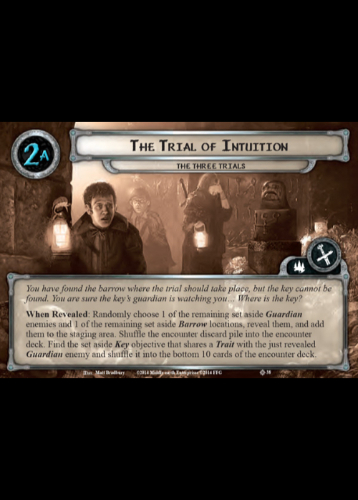 2A
THE TRIAL OF INTUITION
THE THREE TRIALS
You have found the barrow where the trial should take place, but the key cannot be
found. You are sure the key's guardian is watching you... Where is the key?
When Revealed: Randomly choose 1 of the remaining set aside Guardian
enemies and 1 of the remaining set aside Barrow locations, reveal them, and add
them to the staging area. Shuffle the encounter discard pile into the encounter
deck. Find the set aside Key objective that shares a Trait with the just revealed
Guardian enemy and shuffle it into the bottom 10 cards of the encounter deck.
Illus. Matt Bradbury